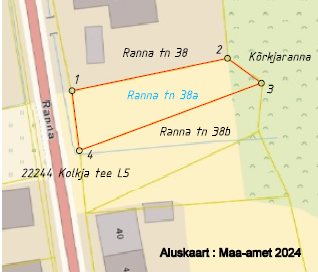 Ranna tn 38
2
Kõrkjaranna
1
Ranna tn 38a
3
Ranna
Ranna tn 38b
4
22244 Kolkja tee L5
40
Aluskaart : Maa-amet 2024